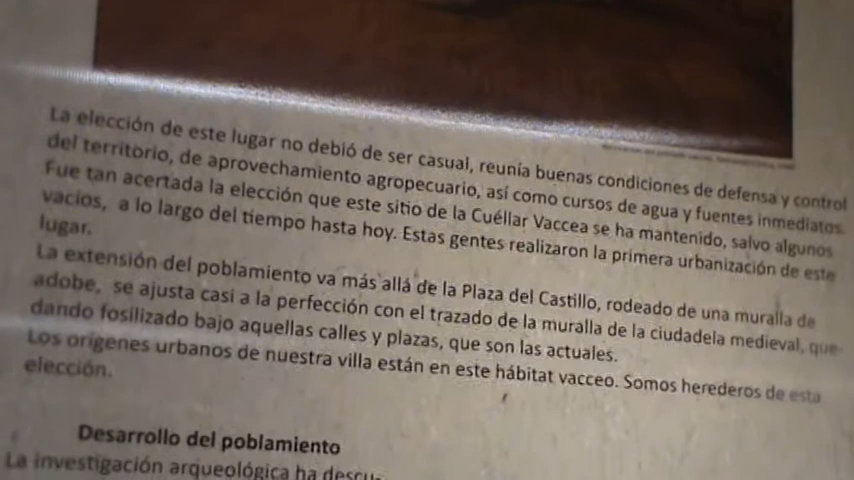 La elección de este lugar no debió de ser casual, reunía buenas condiciones de defensa y control
del territorio, de aprovechamiento agropecuario, así como cursos de agua y fuentes inmediatos.
Fue tan acertada la elección que este sitio de la Cuéllar Vaccea se ha mantenido, salvo algunos
vacíos, a lo largo del tiempo hasta hoy. Estas gentes realizaron la primera urbanización de este
lugar.
La extensión del poblamiento va más allá de la Plaza del Castillo, rodeado de una muralla de
adobe, se ajusta casi a la perfección con el trazado de la muralla de la ciudadela medieval, que-
dando fosilizado bajo aquellas calles y plazas, que son las actuales.
Los orígenes urbanos de nuestra villa están en este hábitat vacceo. Somos herederos de esta
elección.
Desarrollo del poblamiento
La investigación arqueológica ha descu